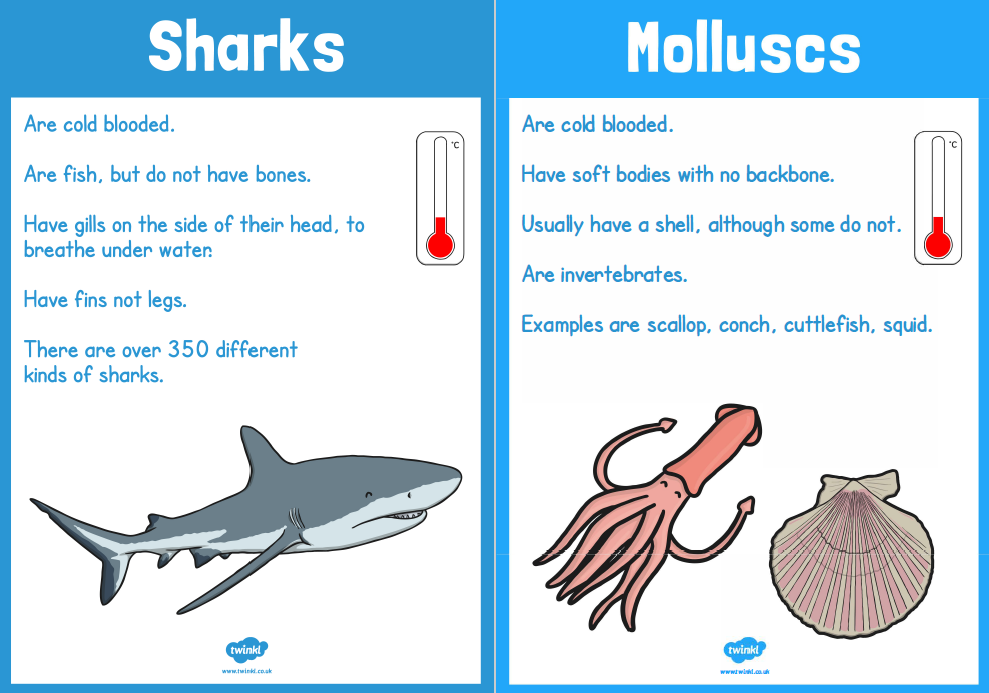 Sharks
Are cold blooded.
°C
Are fish, but do not have bones.
Have gills on the side of their head, to
breathe under water.
Have fins not legs.
There are over 350 different
kinds of sharks.
twinkl
www.twinkl.co.uk
Molluscs
Are cold blooded.
°C
Have soft bodies with no backbone.
Usually have a shell, although some do not.
Are invertebrates.
Examples are scallop, conch, cuttlefish, squid.
twinkl
www.twinkl.co.uk